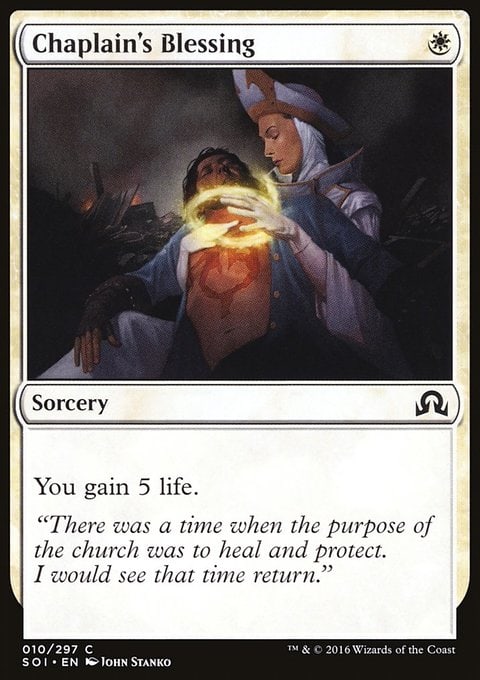 Chaplain's Blessing
Sorcery
You gain 5 life.
“There was a time when the purpose of
the church was to heal and protect.
I would see that time return.”
010/297 C
SOI • EN John Stanko
™ & © 2016 Wizards of the Coast